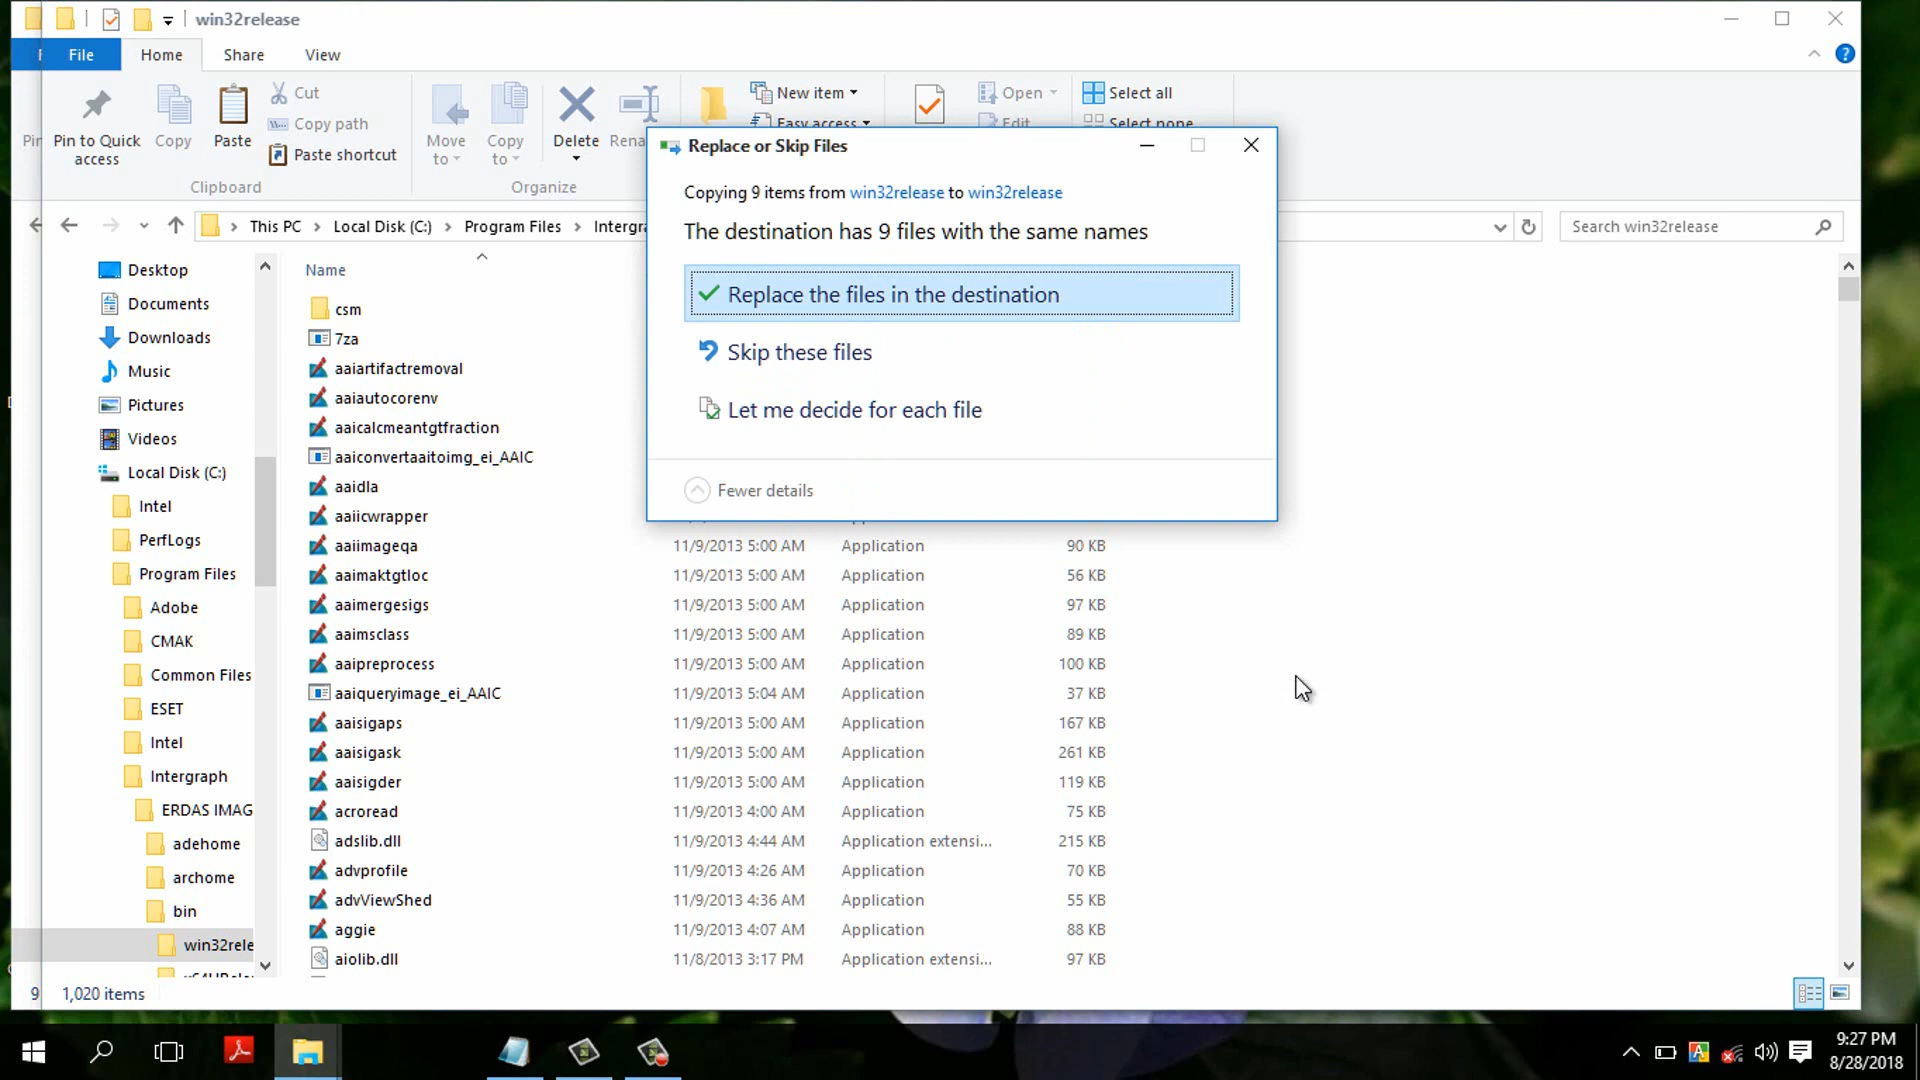 win32release
File
Home
Share
View
Pin to Quick access
Copy
Paste
Cut
Copy path
Paste shortcut
Clipboard
Move to
Copy to
Delete
Organize
New item
Easy access
Open
Edit
Select all
Select none
This PC
Local Disk (C:)
Program Files
Search win32release
Replace or Skip Files
Copying 9 items from win32release to win32release
The destination has 9 files with the same names
Replace the files in the destination
Skip these files
Let me decide for each file
Fewer details
Desktop
Documents
Downloads
Music
Pictures
Videos
Local Disk (C:)
Intel
PerfLogs
Program Files
Adobe
CMAK
Common Files
ESET
Intel
Intergraph
ERDAS IMAG
adehome
archome
bin
win32rele
Name
csm
7za
aaiartifactremoval
aaiautocorenv
aaicalcmeantgtfraction
aaiconvertaaitoimg_ei_AAIC
aaidla
aaiicwrapper
aaiimageqa 11/9/2013 5:00 AM Application 90 KB
aaimaktgtloc 11/9/2013 5:00 AM Application 56 KB
aaimergesigs 11/9/2013 5:00 AM Application 97 KB
aaimsclass 11/9/2013 5:00 AM Application 89 KB
aaipreprocess 11/9/2013 5:00 AM Application 100 KB
aaiqueryimage_ei_AAIC 11/9/2013 5:04 AM Application 37 KB
aaisigaps 11/9/2013 5:00 AM Application 167 KB
aaisigask 11/9/2013 5:00 AM Application 261 KB
aaisigder 11/9/2013 5:00 AM Application 119 KB
acroread 11/9/2013 4:00 AM Application 75 KB
adslib.dll 11/9/2013 4:44 AM Application extensi... 215 KB
advprofile 11/9/2013 4:26 AM Application 70 KB
advViewShed 11/9/2013 4:36 AM Application 55 KB
aggie 11/9/2013 4:07 AM Application 88 KB
aiolib.dll 11/8/2013 3:17 PM Application extensi... 97 KB
9
1,020 items
9:27 PM
8/28/2018